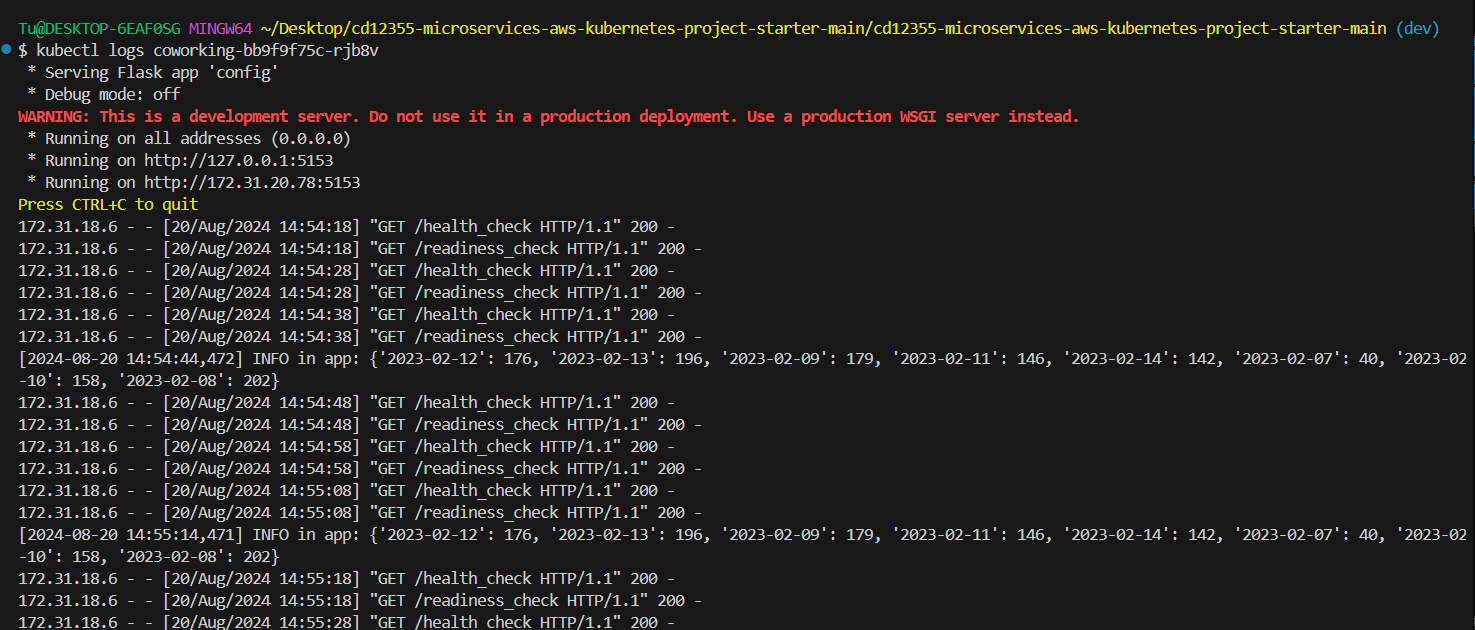 Tu@DESKTOP-6EAF0SG MINGW64 ~/Desktop/cd12355-microservices-aws-kubernetes-project-starter-main/cd12355-microservices-aws-kubernetes-project-starter-main (dev)
$ kubectl logs coworking-bb9f9f75c-rjb8v
 * Serving Flask app 'config'
 * Debug mode: off
WARNING: This is a development server. Do not use it in a production deployment. Use a production WSGI server instead.
 * Running on all addresses (0.0.0.0)
 * Running on http://127.0.0.1:5153
 * Running on http://172.31.20.78:5153
Press CTRL+C to quit
172.31.18.6 - - [20/Aug/2024 14:54:18] "GET /health_check HTTP/1.1" 200 -
172.31.18.6 - - [20/Aug/2024 14:54:18] "GET /readiness_check HTTP/1.1" 200 -
172.31.18.6 - - [20/Aug/2024 14:54:28] "GET /health_check HTTP/1.1" 200 -
172.31.18.6 - - [20/Aug/2024 14:54:28] "GET /readiness_check HTTP/1.1" 200 -
172.31.18.6 - - [20/Aug/2024 14:54:38] "GET /health_check HTTP/1.1" 200 -
172.31.18.6 - - [20/Aug/2024 14:54:38] "GET /readiness_check HTTP/1.1" 200 -
[2024-08-20 14:54:44,472] INFO in app: {'2023-02-12': 176, '2023-02-13': 196, '2023-02-09': 179, '2023-02-11': 146, '2023-02-14': 142, '2023-02-07': 40, '2023-02
-10': 158, '2023-02-08': 202}
172.31.18.6 - - [20/Aug/2024 14:54:48] "GET /health_check HTTP/1.1" 200 -
172.31.18.6 - - [20/Aug/2024 14:54:48] "GET /readiness_check HTTP/1.1" 200 -
172.31.18.6 - - [20/Aug/2024 14:54:58] "GET /health_check HTTP/1.1" 200 -
172.31.18.6 - - [20/Aug/2024 14:54:58] "GET /readiness_check HTTP/1.1" 200 -
172.31.18.6 - - [20/Aug/2024 14:55:08] "GET /health_check HTTP/1.1" 200 -
172.31.18.6 - - [20/Aug/2024 14:55:08] "GET /readiness_check HTTP/1.1" 200 -
[2024-08-20 14:55:14,471] INFO in app: {'2023-02-12': 176, '2023-02-13': 196, '2023-02-09': 179, '2023-02-11': 146, '2023-02-14': 142, '2023-02-07': 40, '2023-02
-10': 158, '2023-02-08': 202}
172.31.18.6 - - [20/Aug/2024 14:55:18] "GET /health_check HTTP/1.1" 200 -
172.31.18.6 - - [20/Aug/2024 14:55:18] "GET /readiness_check HTTP/1.1" 200 -
172.31.18.6 - - [20/Aug/2024 14:55:28] "GET /health_check HTTP/1.1" 200 -